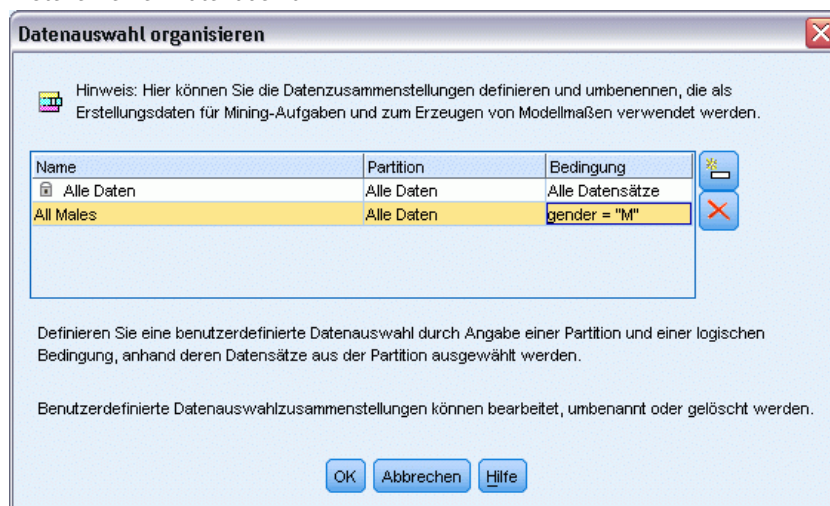 Datenauswahl organisieren
Hinweis: Hier können Sie die Datenzusammenstellungen definieren und umbenennen, die als
Erstellungsdaten für Mining-Aufgaben und zum Erzeugen von Modellmaßen verwendet werden.
Name Partition Bedingung
Alle Daten Alle Daten Alle Datensätze
All Males Alle Daten gender = "M"
Definieren Sie eine benutzerdefinierte Datenauswahl durch Angabe einer Partition und einer logischen
Bedingung, anhand deren Datensätze aus der Partition ausgewählt werden.
Benutzerdefinierte Datenauswahlzusammenstellungen können bearbeitet, umbenannt oder gelöscht werden.
OK Abbrechen Hilfe